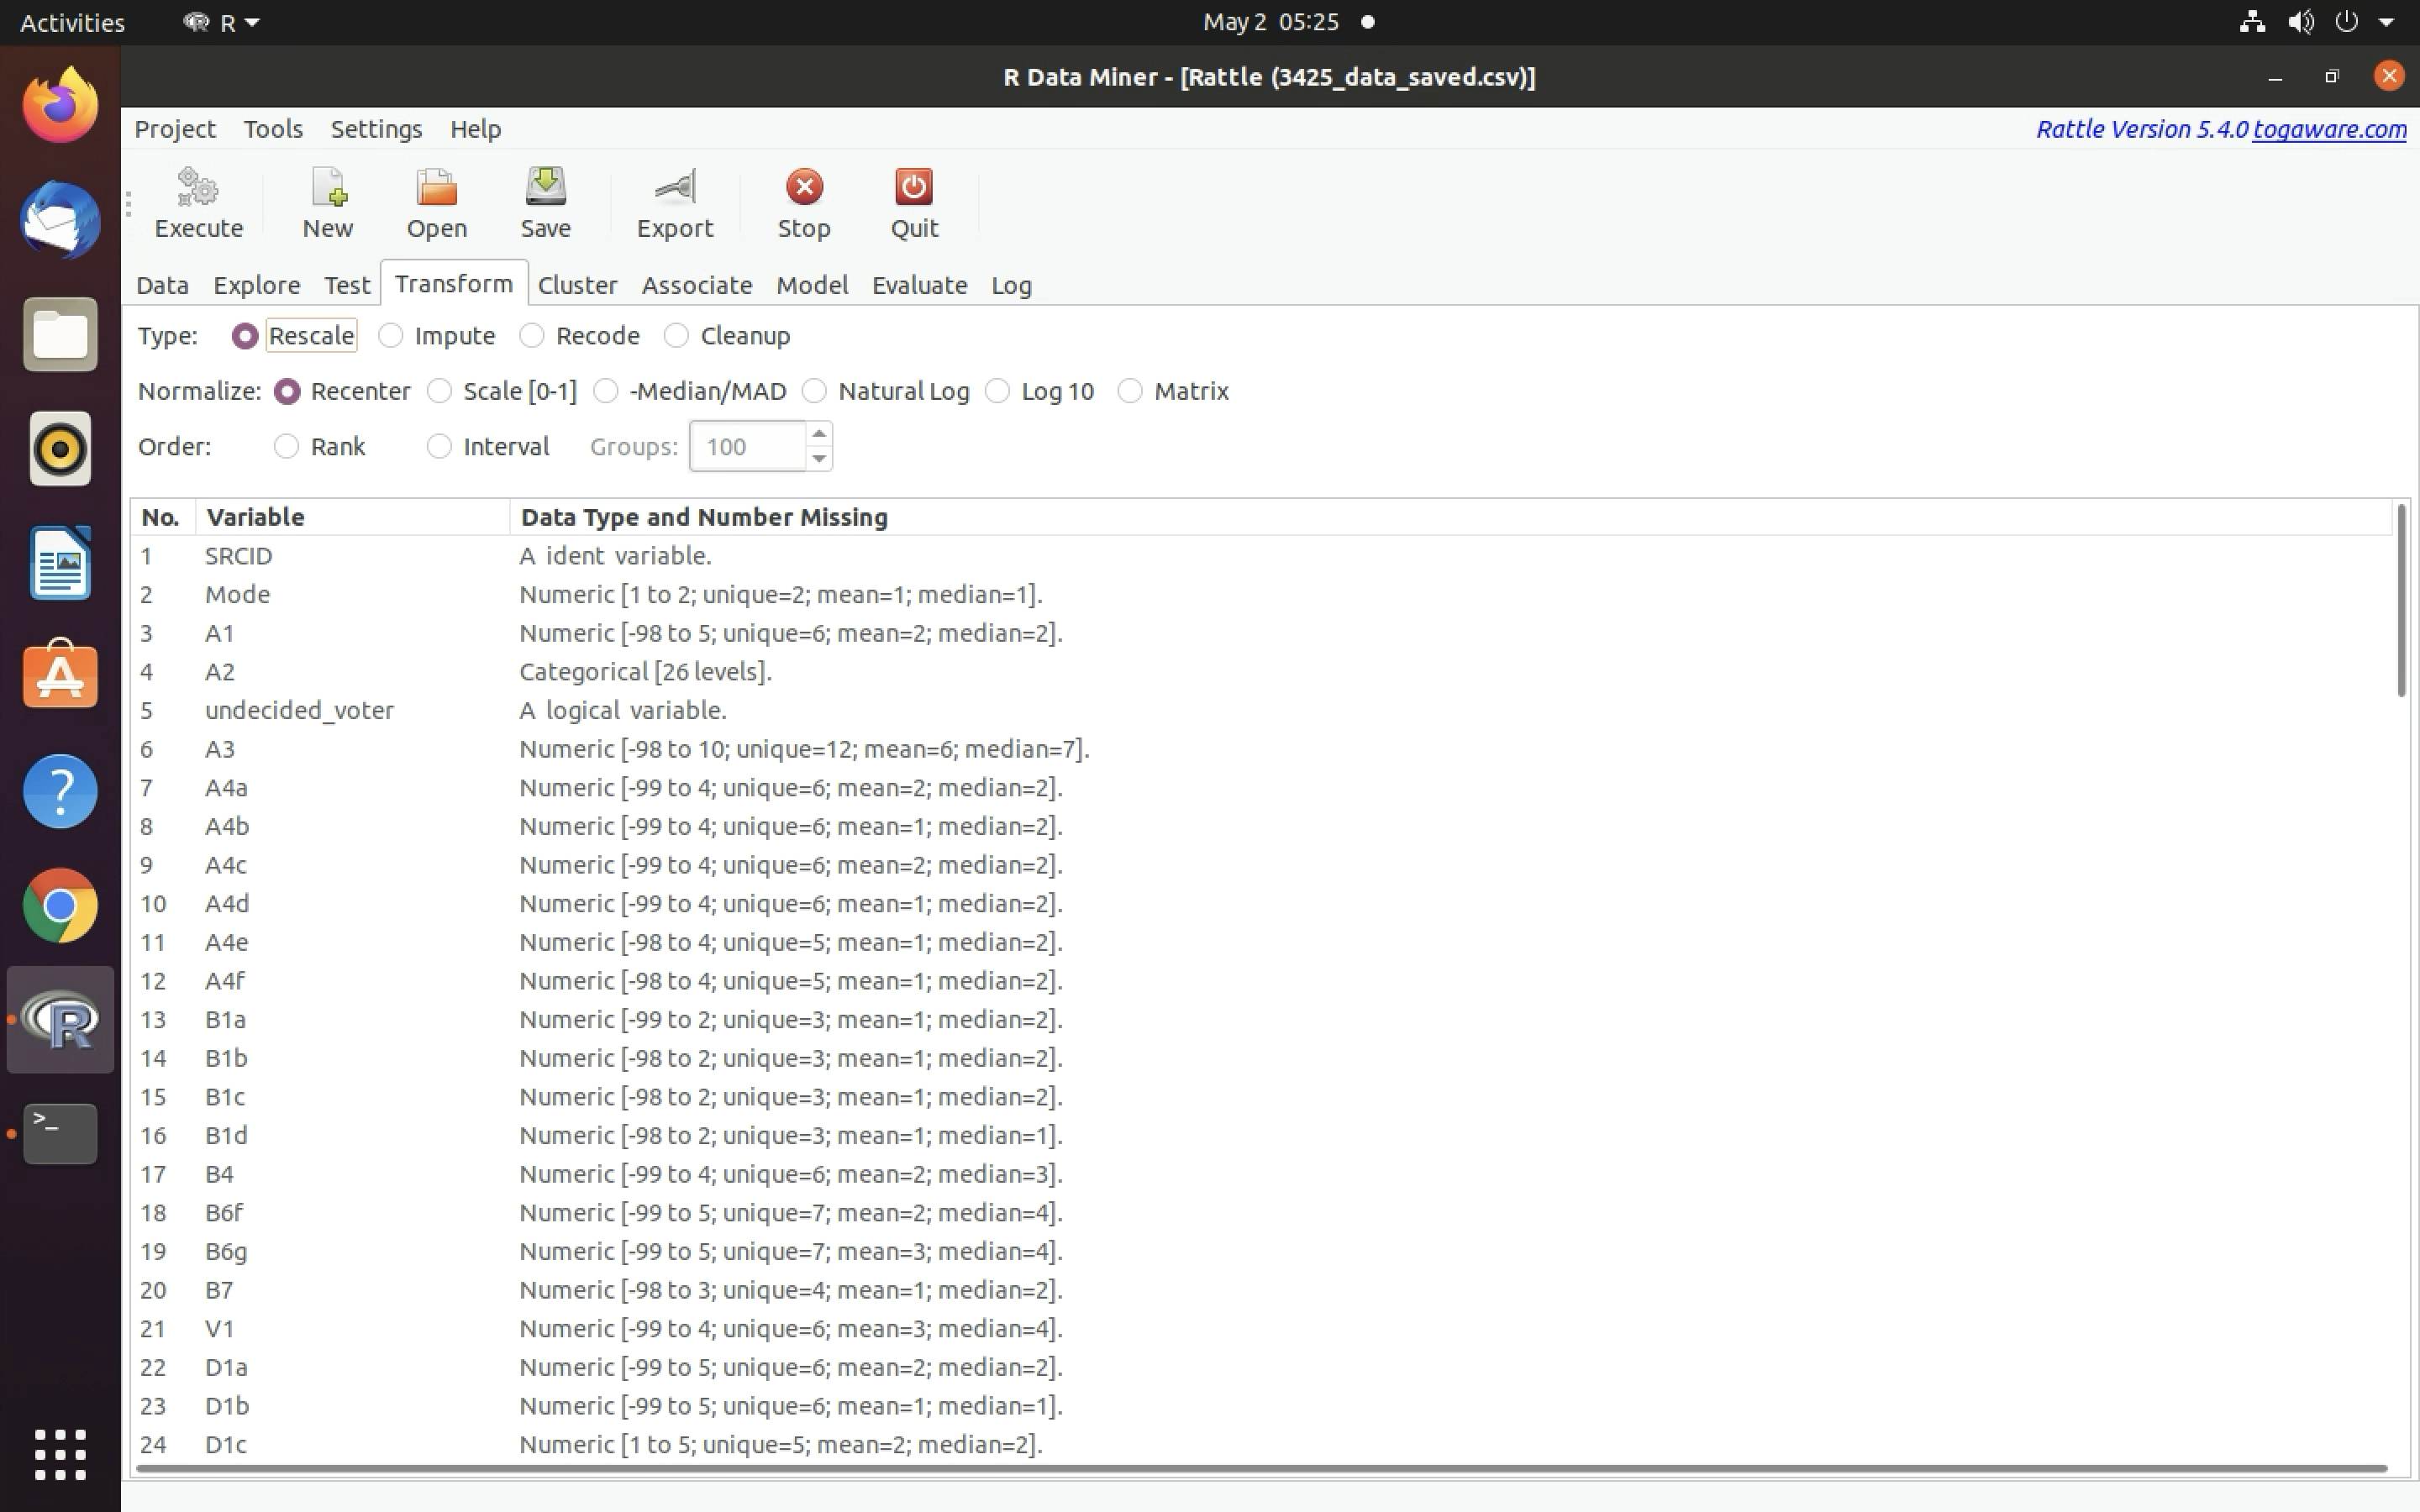 Activities R May 2 05:25
R Data Miner - [Rattle (3425_data_saved.csv)]
Project Tools Settings Help Rattle Version 5.4.0 togaware.com
Execute New Open Save Export Stop Quit
Data Explore Test Transform Cluster Associate Model Evaluate Log
Type: Rescale Impute Recode Cleanup
Normalize: Recenter Scale [0-1] -Median/MAD Natural Log Log 10 Matrix
Order: Rank Interval Groups: 100
No. Variable Data Type and Number Missing
1 SRCID A ident variable.
2 Mode Numeric [1 to 2; unique=2; mean=1; median=1].
3 A1 Numeric [-98 to 5; unique=6; mean=2; median=2].
4 A2 Categorical [26 levels].
5 undecided_voter A logical variable.
6 A3 Numeric [-98 to 10; unique=12; mean=6; median=7].
7 A4a Numeric [-99 to 4; unique=6; mean=2; median=2].
8 A4b Numeric [-99 to 4; unique=6; mean=1; median=2].
9 A4c Numeric [-99 to 4; unique=6; mean=2; median=2].
10 A4d Numeric [-99 to 4; unique=6; mean=1; median=2].
11 A4e Numeric [-98 to 4; unique=5; mean=1; median=2].
12 A4f Numeric [-98 to 4; unique=5; mean=1; median=2].
13 B1a Numeric [-99 to 2; unique=3; mean=1; median=2].
14 B1b Numeric [-98 to 2; unique=3; mean=1; median=2].
15 B1c Numeric [-98 to 2; unique=3; mean=1; median=2].
16 B1d Numeric [-98 to 2; unique=3; mean=1; median=1].
17 B4 Numeric [-99 to 4; unique=6; mean=2; median=3].
18 B6f Numeric [-99 to 5; unique=7; mean=2; median=4].
19 B6g Numeric [-99 to 5; unique=7; mean=3; median=4].
20 B7 Numeric [-98 to 3; unique=4; mean=1; median=2].
21 V1 Numeric [-99 to 4; unique=6; mean=3; median=4].
22 D1a Numeric [-99 to 5; unique=6; mean=2; median=2].
23 D1b Numeric [-99 to 5; unique=6; mean=1; median=1].
24 D1c Numeric [1 to 5; unique=5; mean=2; median=2].